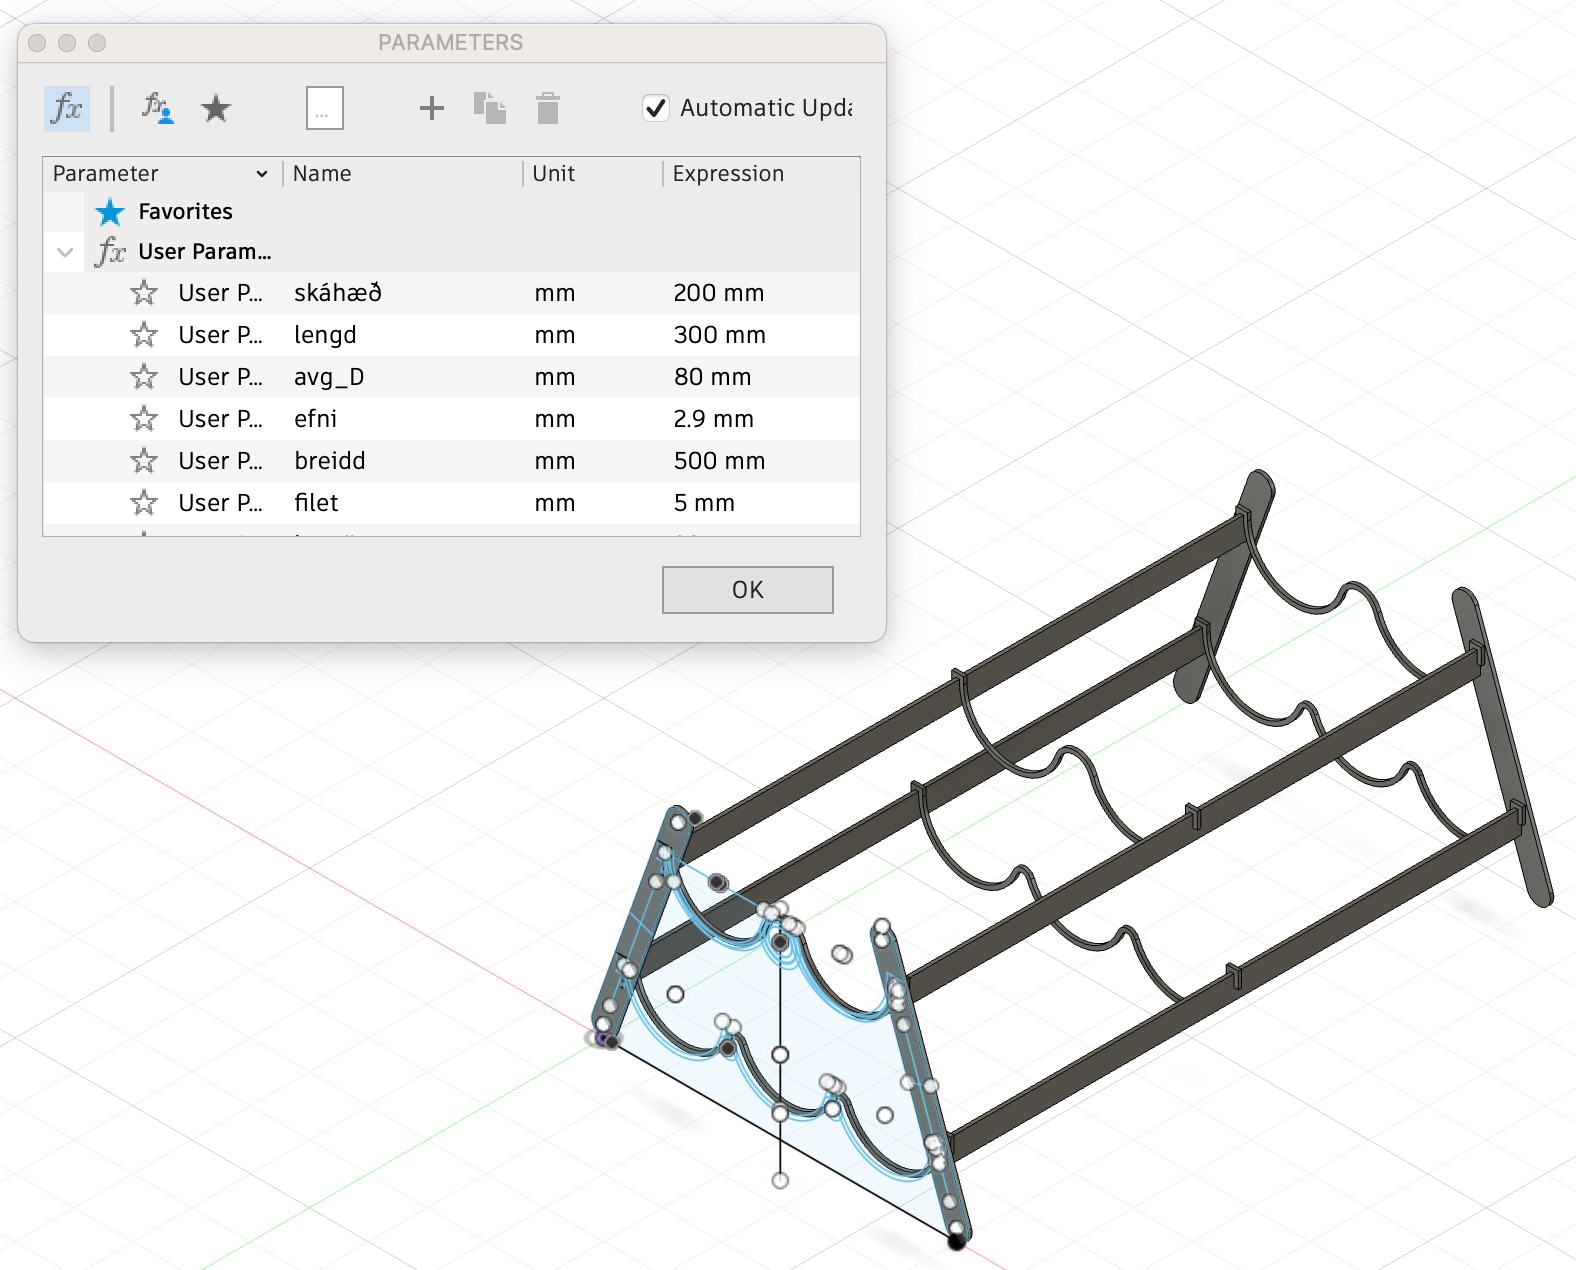 PARAMETERS
fx fx ... Automatic Upda
Parameter Name Unit Expression
Favorites
fx User Param...
User P... skáhæð mm 200 mm
User P... lengd mm 300 mm
User P... avg_D mm 80 mm
User P... efni mm 2.9 mm
User P... breidd mm 500 mm
User P... filet mm 5 mm
OK